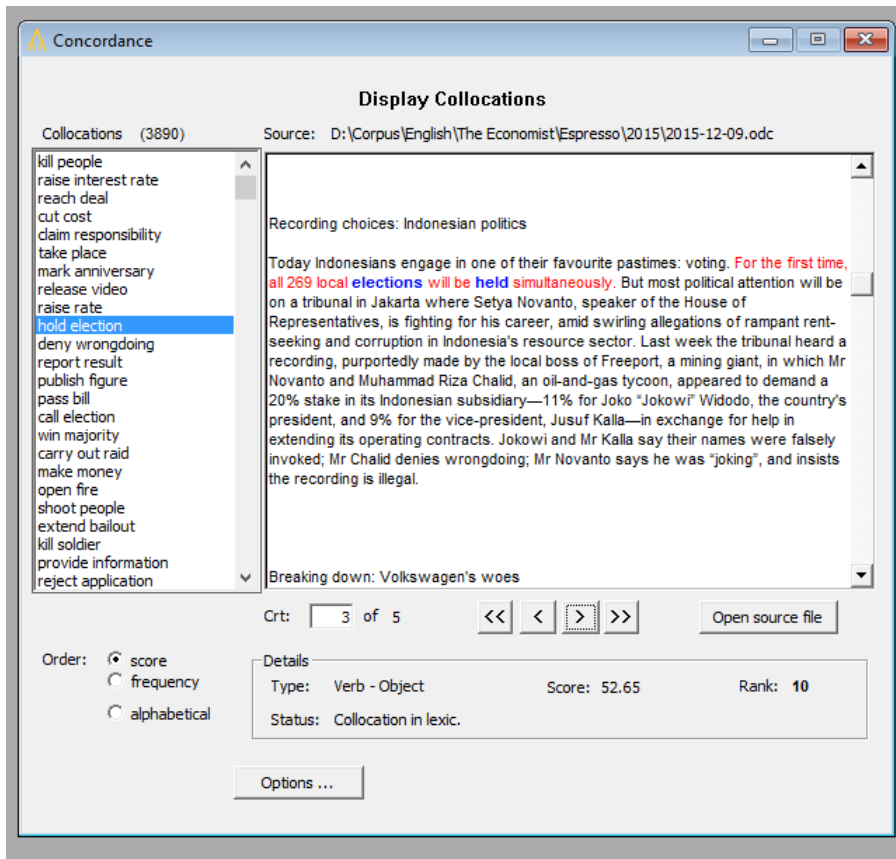 Concordance
Display Collocations
Collocations (3890)
Source: D:\Corpus\English\The Economist\Espresso\2015\2015-12-09.odc
kill people
raise interest rate
reach deal
cut cost
claim responsibility
take place
mark anniversary
release video
raise rate
hold election
deny wrongdoing
report result
publish figure
pass bill
call election
win majority
carry out raid
make money
open fire
shoot people
extend bailout
kill soldier
provide information
reject application
Recording choices: Indonesian politics
Today Indonesians engage in one of their favourite pastimes: voting. For the first time,
all 269 local elections will be held simultaneously. But most political attention will be
on a tribunal in Jakarta where Setya Novanto, speaker of the House of
Representatives, is fighting for his career, amid swirling allegations of rampant rent-
seeking and corruption in Indonesia's resource sector. Last week the tribunal heard a
recording, purportedly made by the local boss of Freeport, a mining giant, in which Mr
Novanto and Muhammad Riza Chalid, an oil-and-gas tycoon, appeared to demand a
20% stake in its Indonesian subsidiary—11% for Joko “Jokowi” Widodo, the country's
president, and 9% for the vice-president, Jusuf Kalla—in exchange for help in
extending its operating contracts. Jokowi and Mr Kalla say their names were falsely
invoked; Mr Chalid denies wrongdoing; Mr Novanto says he was “joking”, and insists
the recording is illegal.
Breaking down: Volkswagen's woes
Crt: 3 of 5
<< < > >>
Open source file
Order: score
frequency
alphabetical
Details
Type: Verb - Object
Score: 52.65
Rank: 10
Status: Collocation in lexic.
Options ...